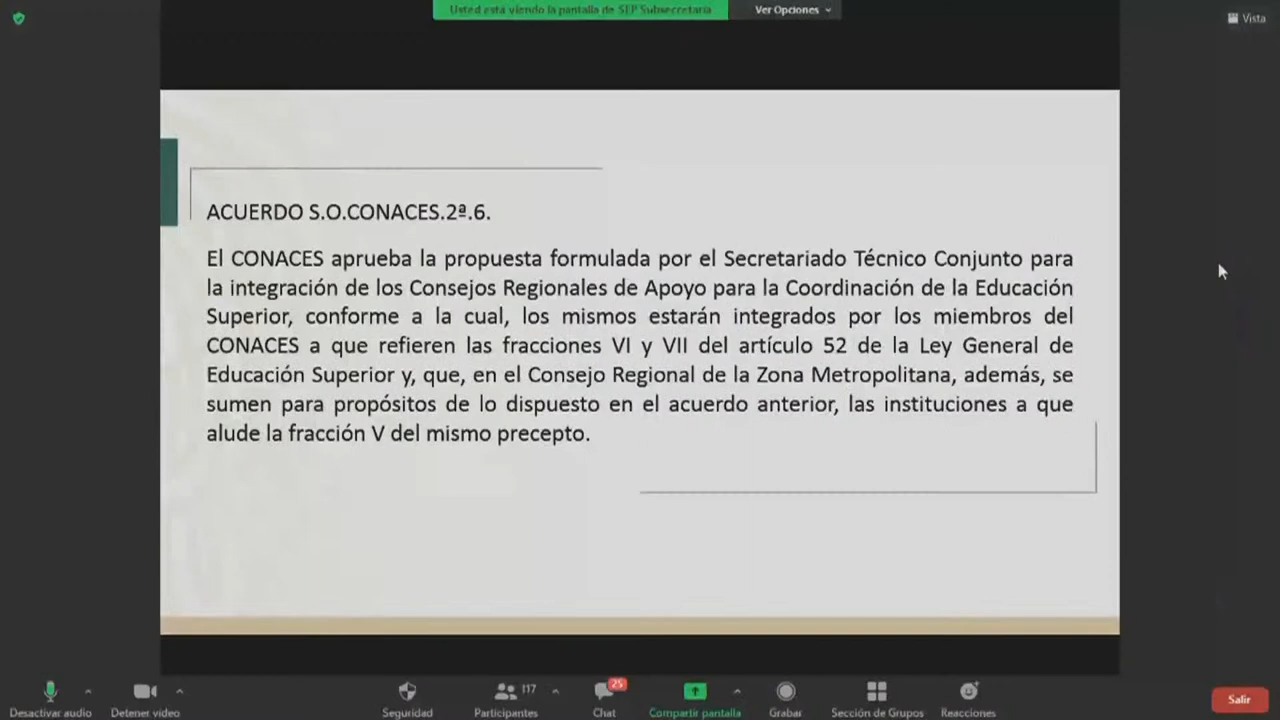 Usted está viendo la pantalla de SEP Subsecretaría
Ver Opciones
Vista
ACUERDO S.O.CONACES.2ª.6.
El CONACES aprueba la propuesta formulada por el Secretariado Técnico Conjunto para
la integración de los Consejos Regionales de Apoyo para la Coordinación de la Educación
Superior, conforme a la cual, los mismos estarán integrados por los miembros del
CONACES a que refieren las fracciones VI y VII del artículo 52 de la Ley General de
Educación Superior y, que, en el Consejo Regional de la Zona Metropolitana, además, se
sumen para propósitos de lo dispuesto en el acuerdo anterior, las instituciones a que
alude la fracción V del mismo precepto.
117
25
Salir
Desactivar audio
Detener video
Seguridad
Participantes
Chat
Compartir pantalla
Grabar
Sección de Grupos
Reacciones